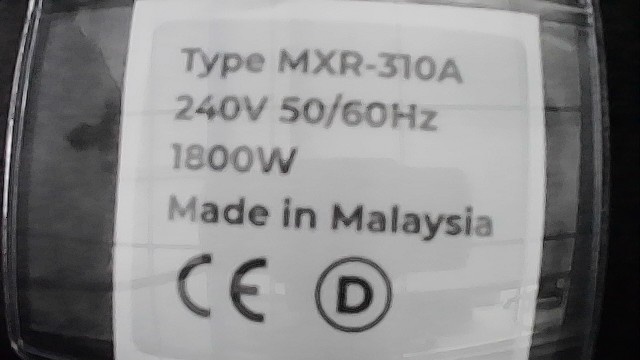 Type MXR-310A
240V 50/60Hz
1800W
Made in Malaysia
CE D